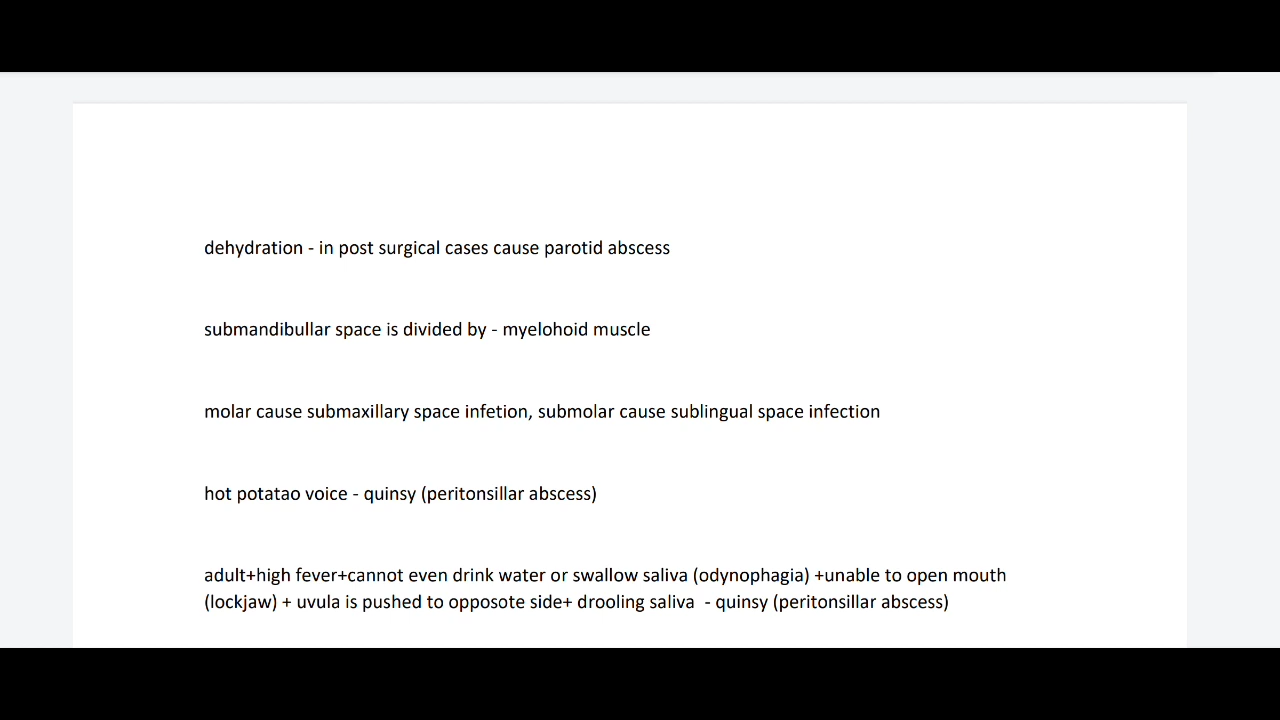 dehydration - in post surgical cases cause parotid abscess
submandibullar space is divided by - myelohoid muscle
molar cause submaxillary space infetion, submolar cause sublingual space infection
hot potatao voice - quinsy (peritonsillar abscess)
adult+high fever+cannot even drink water or swallow saliva (odynophagia) +unable to open mouth
(lockjaw) + uvula is pushed to opposote side+ drooling saliva  - quinsy (peritonsillar abscess)